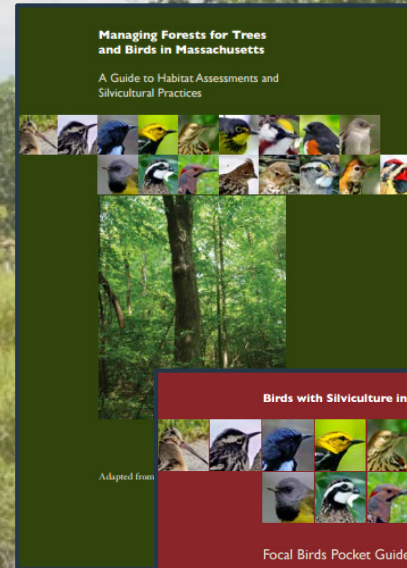 Managing Forests for Trees
and Birds in Massachusetts
A Guide to Habitat Assessments and
Silvicultural Practices
Adapted from
Birds with Silviculture in
Focal Birds Pocket Guide